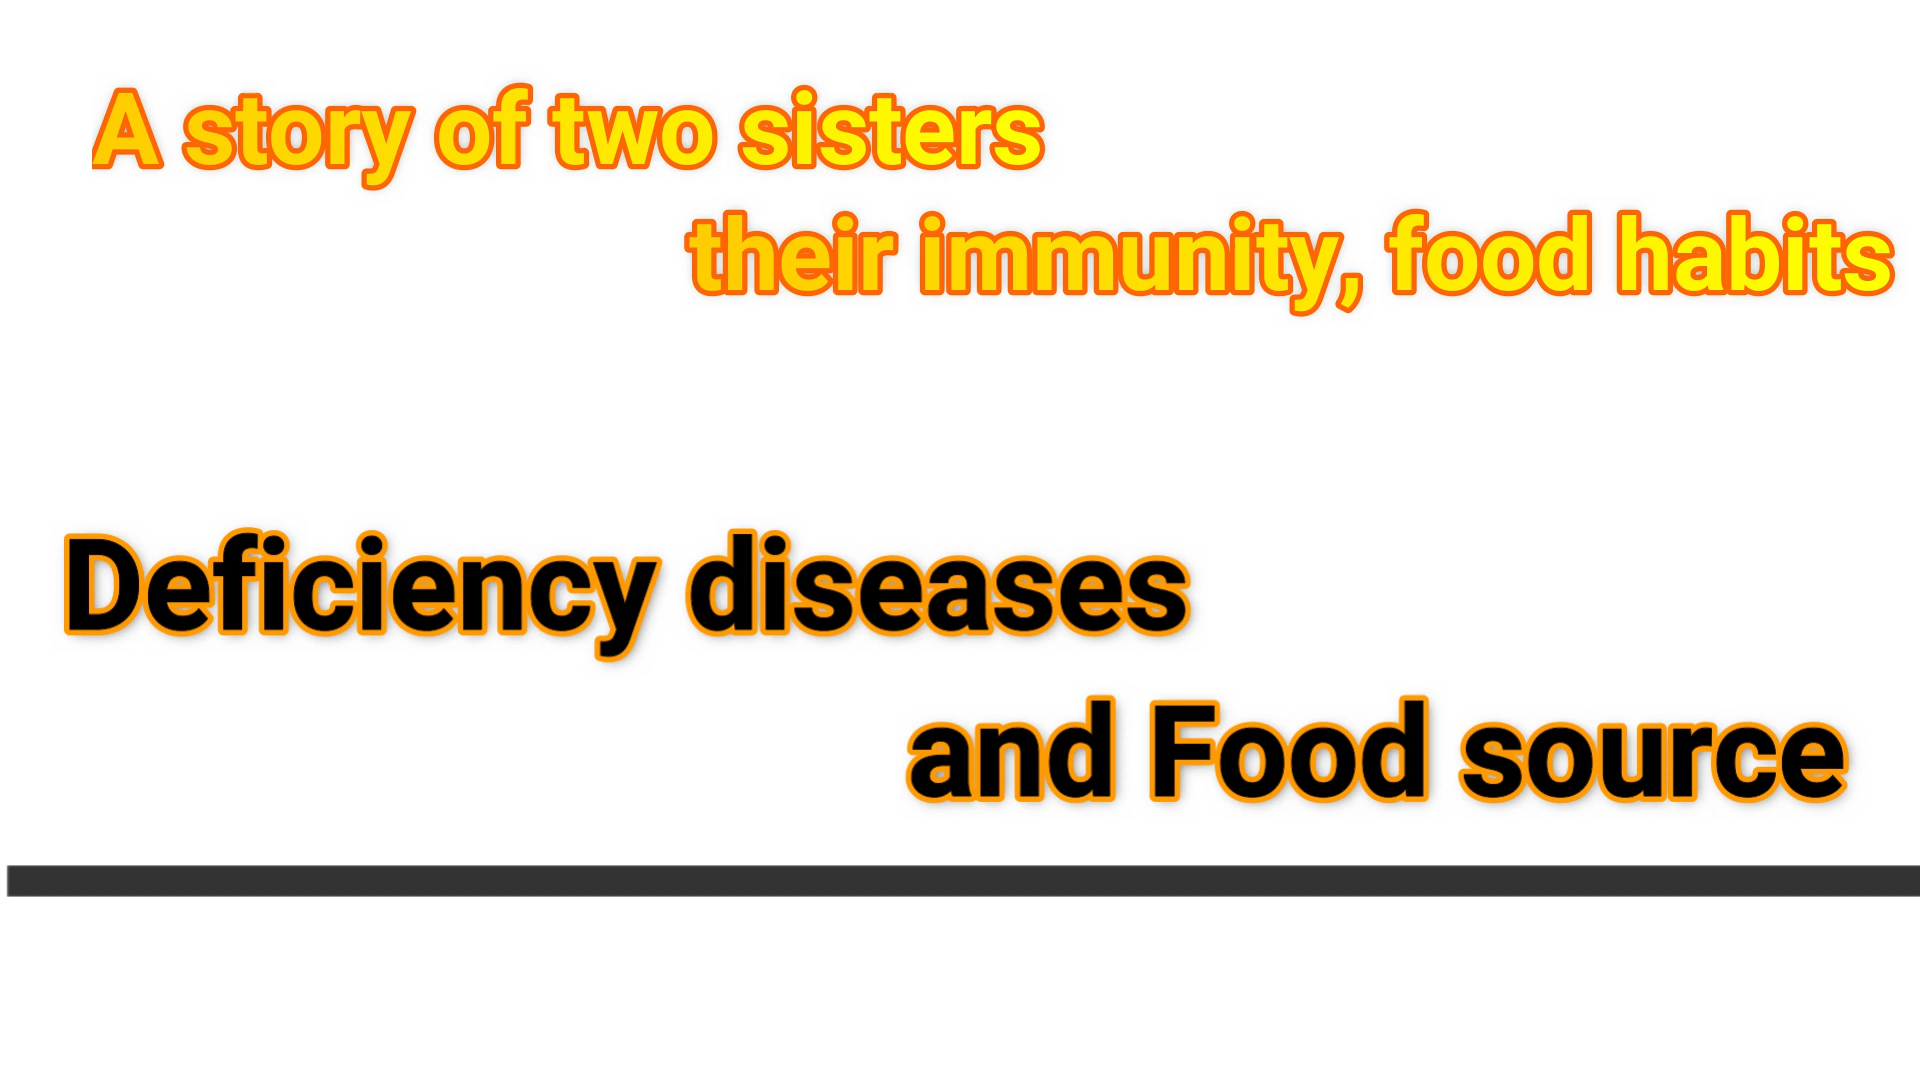 A story of two sisters
their immunity, food habits
Deficiency diseases
and Food source